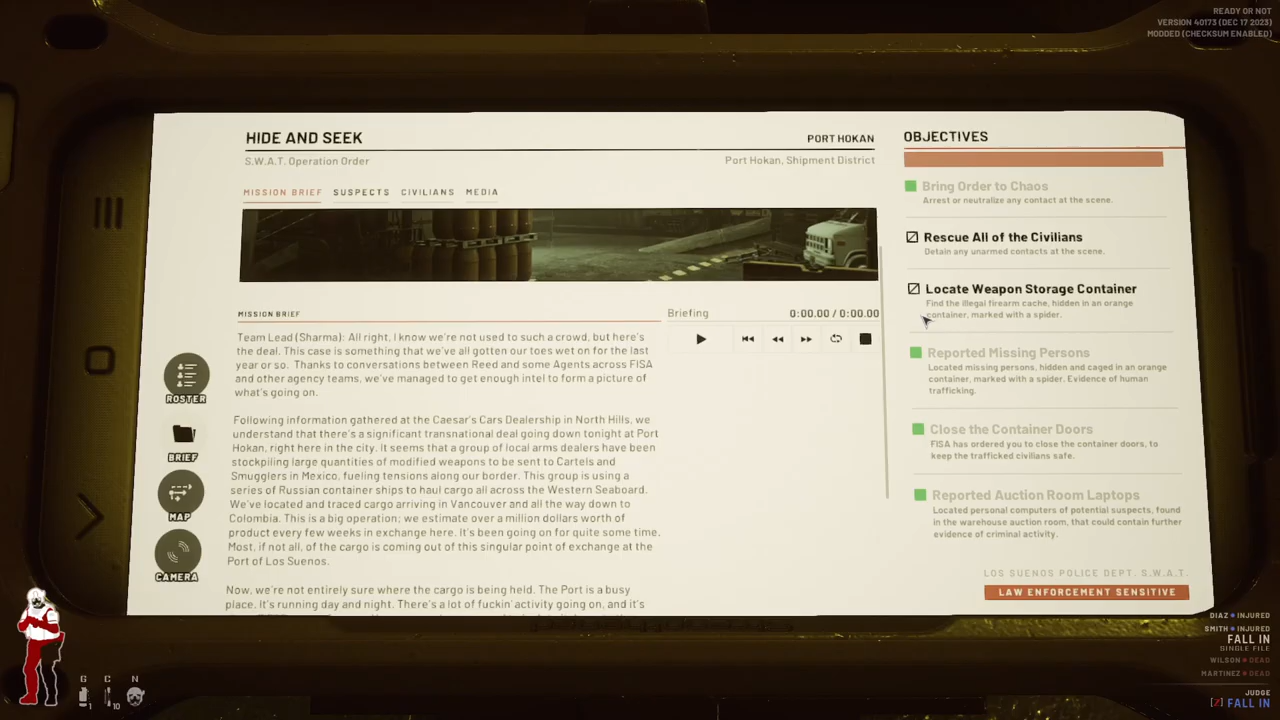 READY OR NOT
VERSION 40173 (DEC 17 2023)
MODDED (CHECKSUM ENABLED)
HIDE AND SEEK
PORT HOKAN
S.W.A.T. Operation Order
Port Hokan, Shipment District
MISSION BRIEF
SUSPECTS
CIVILIANS
MEDIA
MISSION BRIEF
Briefing
0:00.00 / 0:00.00
Team Lead (Sharma): All right, I know we're not used to such a crowd, but here's
the deal. This case is something that we've all gotten our toes wet on for the last
year or so. Thanks to conversations between Reed and some Agents across FISA
and other agency teams, we've managed to get enough intel to form a picture of
what's going on.
Following information gathered at the Caesar's Cars Dealership in North Hills, we
understand that there's a significant transnational deal going down tonight at Port
Hokan, right here in the city. It seems that a group of local arms dealers have been
stockpiling large quantities of modified weapons to be sent to Cartels and
Smugglers in Mexico, fueling tensions along our border. This group is using a
series of Russian container ships to haul cargo all across the Western Seaboard.
We've located and traced cargo arriving in Vancouver and all the way down to
Colombia. This is a big operation; we estimate over a million dollars worth of
product every few weeks in exchange here. It's been going on for quite some time.
Most, if not all, of the cargo is coming out of this singular point of exchange at the
Port of Los Suenos.
Now, we're not entirely sure where the cargo is being held. The Port is a busy
place. It's running day and night. There's a lot of fuckin' activity going on, and it's
ROSTER
BRIEF
MAP
CAMERA
OBJECTIVES
Bring Order to Chaos
Arrest or neutralize any contact at the scene.
Rescue All of the Civilians
Detain any unarmed contacts at the scene.
Locate Weapon Storage Container
Find the illegal firearm cache, hidden in an orange
container, marked with a spider.
Reported Missing Persons
Located missing persons, hidden and caged in an orange
container, marked with a spider. Evidence of human
trafficking.
Close the Container Doors
FISA has ordered you to close the container doors, to
keep the trafficked civilians safe.
Reported Auction Room Laptops
Located personal computers of potential suspects, found
in the warehouse auction room, that could contain further
evidence of criminal activity.
LOS SUENOS POLICE DEPT. S.W.A.T.
LAW ENFORCEMENT SENSITIVE
DIAZ INJURED
SMITH INJURED
FALL IN
SINGLE FILE
WILSON DEAD
MARTINEZ DEAD
JUDGE
[Z] FALL IN
G C N
1 10